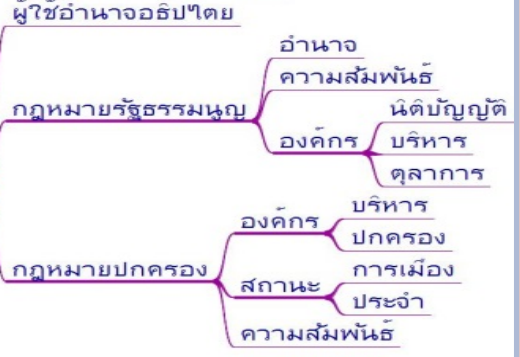 ผู้ใช้อำนาจอธิปไตย
อำนาจ
ความสัมพันธ์
กฎหมายรัฐธรรมนูญ
นิติบัญญัติ
องค์กร
บริหาร
ตุลาการ
บริหาร
องค์กร
ปกครอง
กฎหมายปกครอง
การเมือง
สถานะ
ประจำ
ความสัมพันธ์